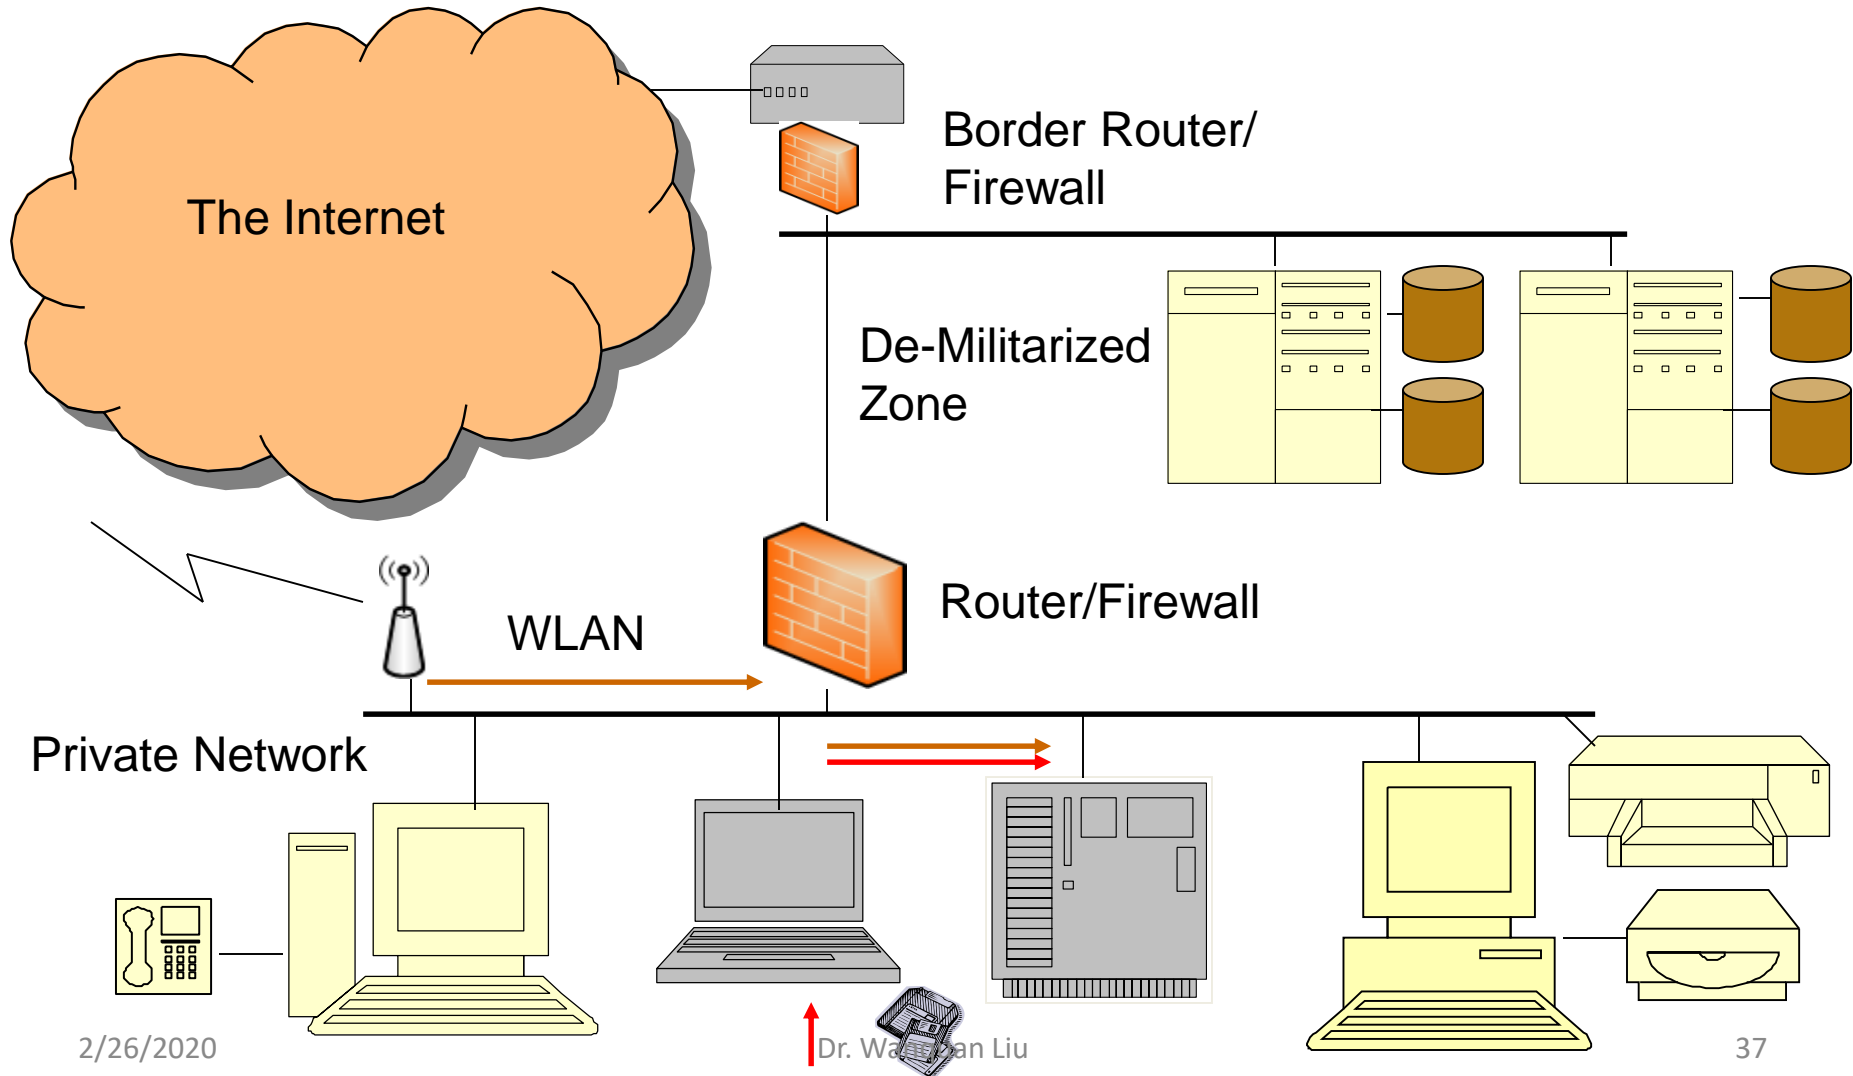 Border Router/
Firewall
The Internet
De-Militarized
Zone
Router/Firewall
WLAN
Private Network
2/26/2020
Dr. Liu
37